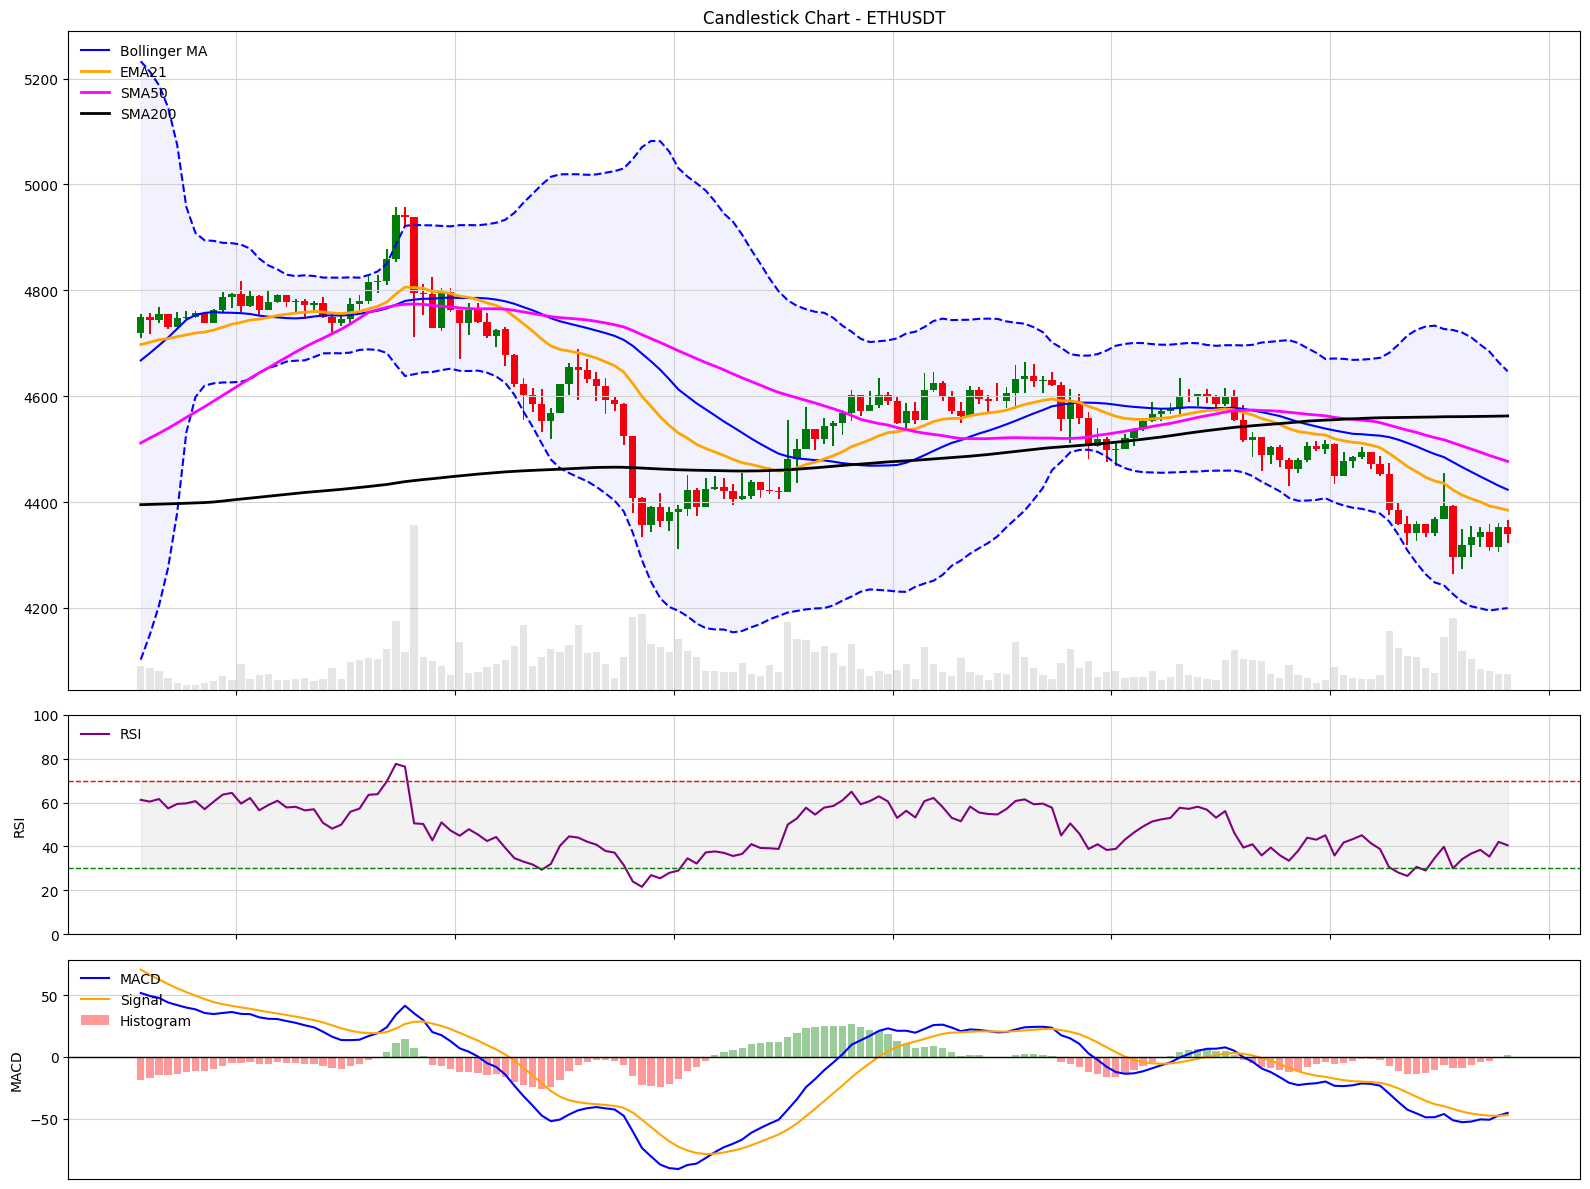 Candlestick Chart - ETHUSDT
Bollinger MA
EMA21
SMA50
SMA200
5200
5000
4800
4600
4400
4200
RSI
100
80
60
40
20
0
RSI
MACD
Signal
Histogram
50
0
−50
MACD